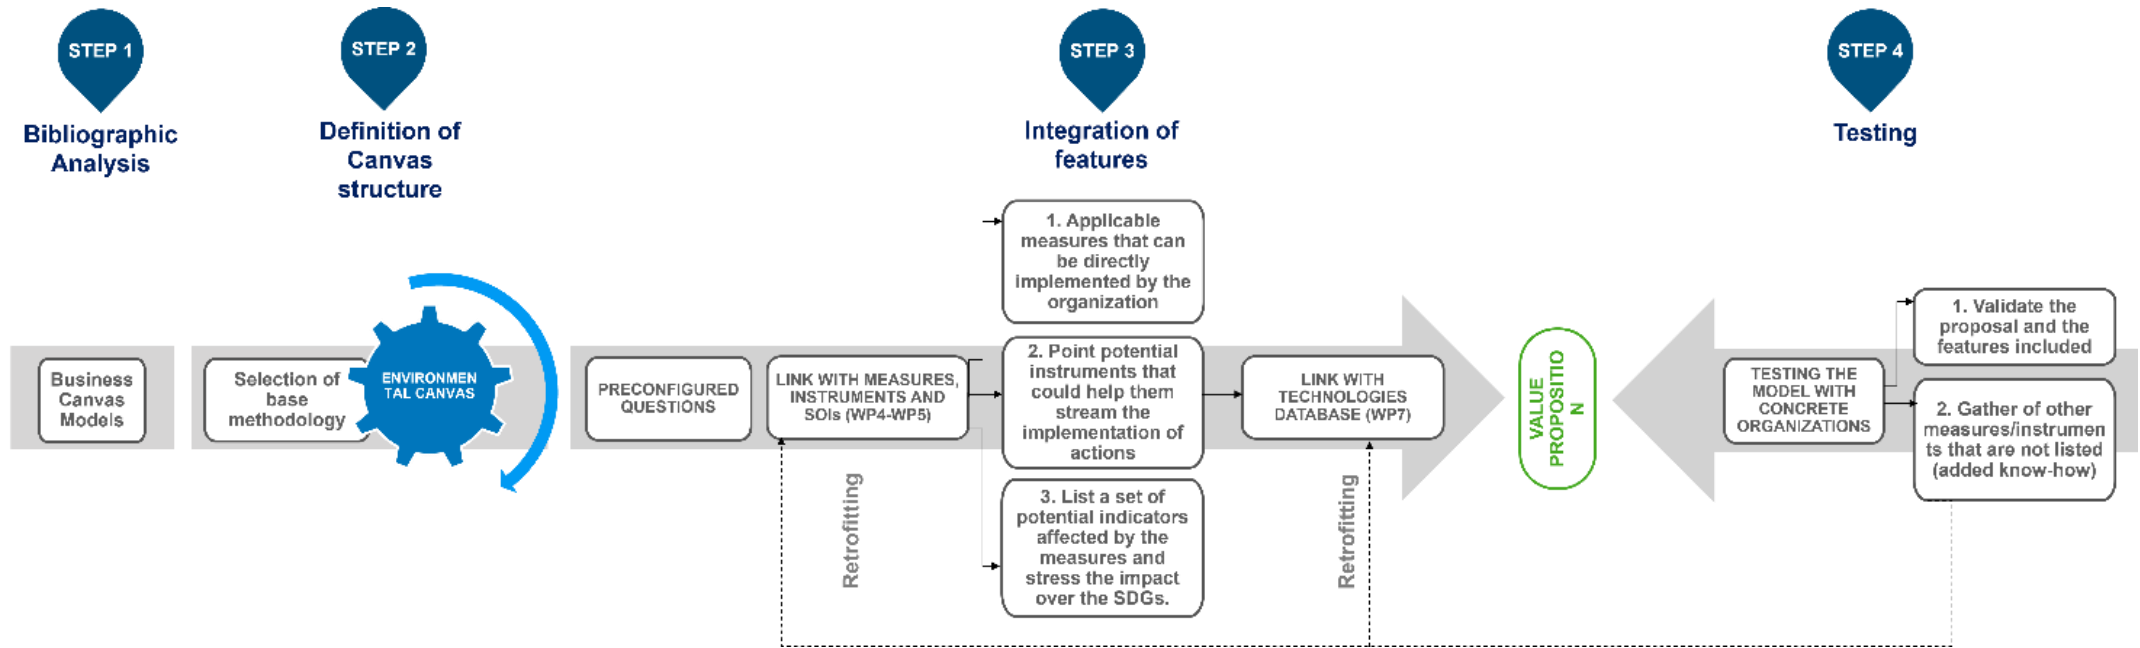 STEP 1
Bibliographic
Analysis
STEP 2
Definition of
Canvas
structure
STEP 3
Integration of
features
STEP 4
Testing
Business
Canvas
Models
Selection of
base
methodology
ENVIRONMEN
TAL CANVAS
PRECONFIGURED
QUESTIONS
LINK WITH MEASURES,
INSTRUMENTS AND
SOIs (WP4-WP5)
1. Applicable
measures that can
be directly
implemented by the
organization
2. Point potential
instruments that
could help them
stream the
implementation of
actions
3. List a set of
potential indicators
affected by the
measures and
stress the impact
over the SDGs.
LINK WITH
TECHNOLOGIES
DATABASE (WP7)
Retrofitting
Retrofitting
VALUE
PROPOSITIO
N
TESTING THE
MODEL WITH
CONCRETE
ORGANIZATIONS
1. Validate the
proposal and the
features included
2. Gather of other
measures/instrumen
ts that are not listed
(added know-how)